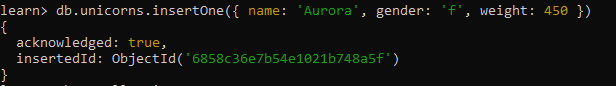 learn> db.unicorns.insertOne({ name: 'Aurora', gender: 'f', weight: 450 })
{
  acknowledged: true,
  insertedId: ObjectId('6858c36e7b54e1021b748a5f')
}